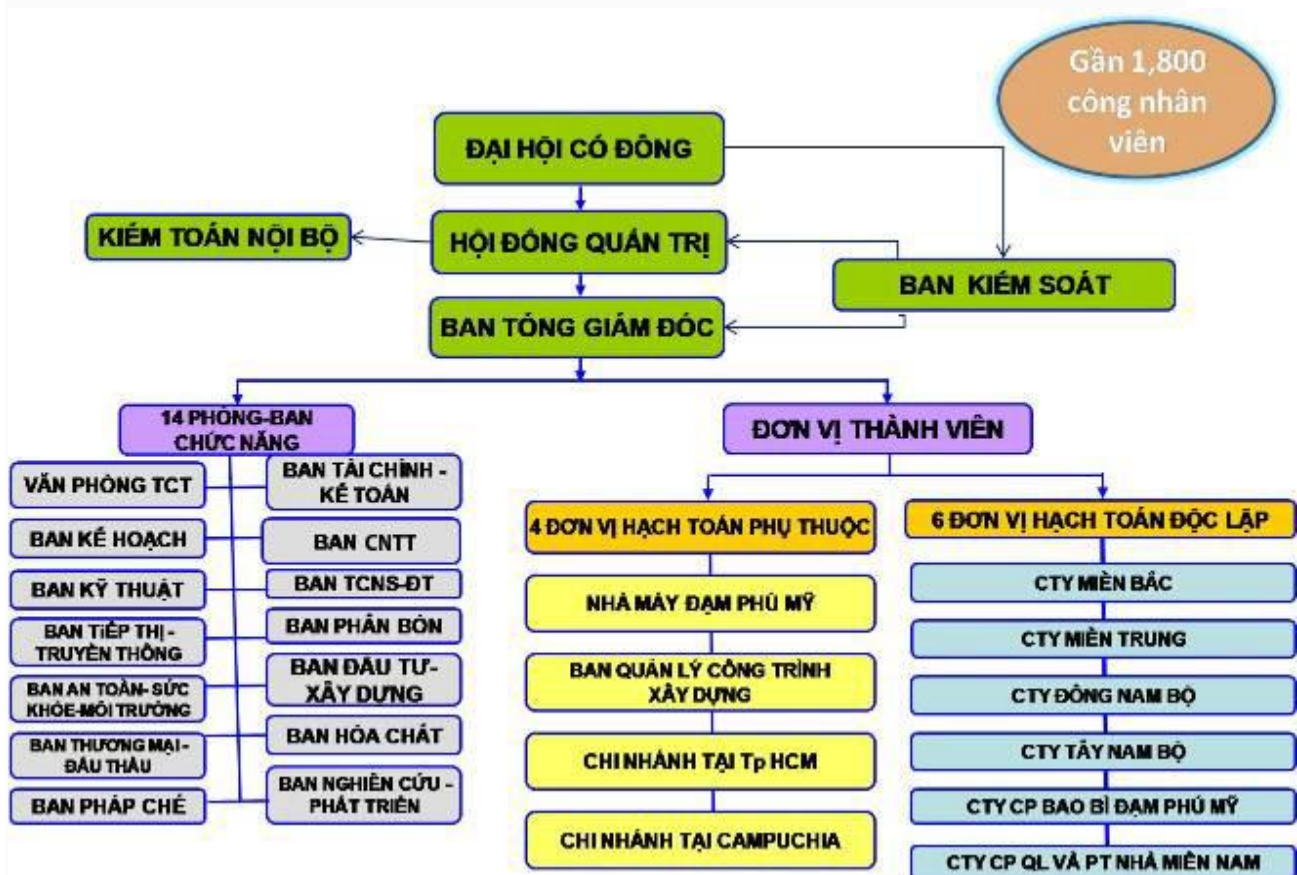 Gần 1,800
công nhân
viên
ĐẠI HỘI CÓ ĐÔNG
KIỂM TOÁN NỘI BỘ
HỘI ĐỒNG QUẢN TRỊ
BAN KIỂM SOÁT
BAN TỔNG GIÁM ĐỐC
14 PHÒNG-BAN
CHỨC NĂNG
ĐƠN VỊ THÀNH VIÊN
VĂN PHÒNG TCT
BAN TÀI CHÍNH -
KẾ TOÁN
BAN KẾ HOẠCH
BAN CNTT
BAN KỸ THUẬT
BAN TCNS-ĐT
BAN TIẾP THỊ -
TRUYỀN THÔNG
BAN PHÂN BÓN
BAN AN TOÀN- SỨC
KHỎE-MÔI TRƯỜNG
BAN ĐẦU TƯ-
XÂY DỰNG
BAN THƯƠNG MẠI -
ĐẤU THẦU
BAN HÓA CHẤT
BAN PHÁP CHẾ
BAN NGHIÊN CỨU -
PHÁT TRIỂN
4 ĐƠN VỊ HẠCH TOÁN PHỤ THUỘC
NHÀ MÁY ĐẠM PHÚ MỸ
BAN QUẢN LÝ CÔNG TRÌNH
XÂY DỰNG
CHI NHÁNH TẠI Tp HCM
CHI NHÁNH TẠI CAMPUCHIA
6 ĐƠN VỊ HẠCH TOÁN ĐỘC LẬP
CTY MIỀN BẮC
CTY MIỀN TRUNG
CTY ĐÔNG NAM BỘ
CTY TÂY NAM BỘ
CTY CP BAO BÌ ĐẠM PHÚ MỸ
CTY CP QL VÀ PT NHÀ MIỀN NAM